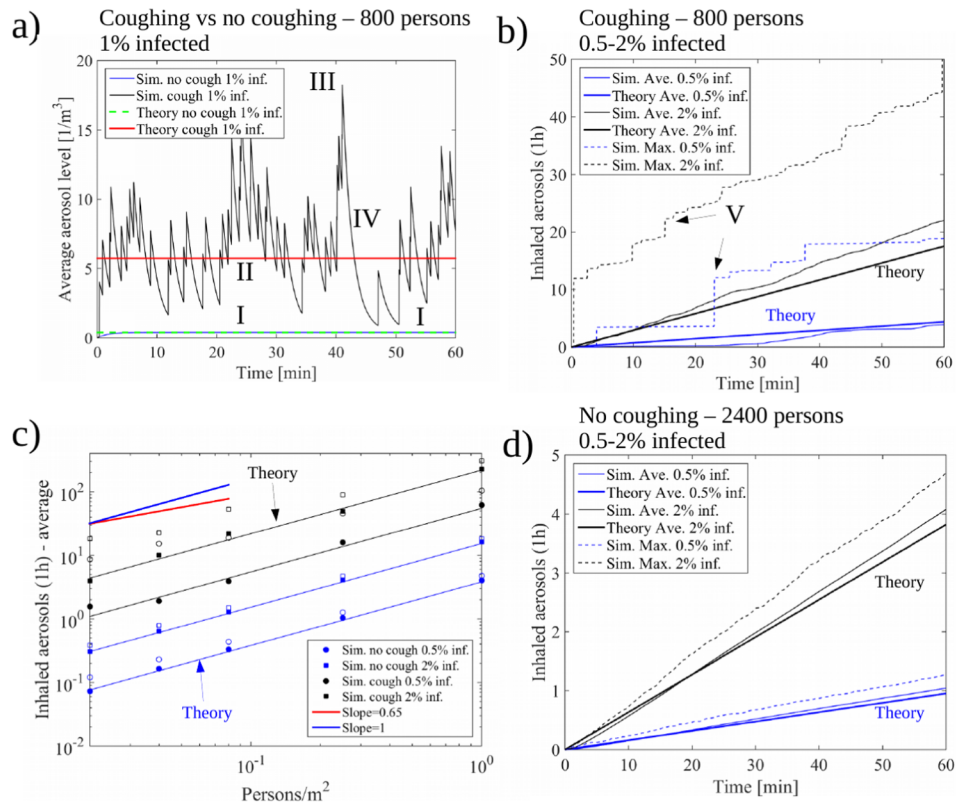 a)
Coughing vs no coughing – 800 persons
1% infected
Average aerosol level [1/m³]
20
15
10
5
0
Sim. no cough 1% inf.
Sim. cough 1% inf.
Theory no cough 1% inf.
Theory cough 1% inf.
III
IV
II
I
I
0 10 20 30 40 50 60
Time [min]
b)
Coughing – 800 persons
0.5-2% infected
Inhaled aerosols (1h)
50
40
30
20
10
0
Sim. Ave. 0.5% inf.
Theory Ave. 0.5% inf.
Sim. Ave. 2% inf.
Theory Ave. 2% inf.
Sim. Max. 0.5% inf.
Sim. Max. 2% inf.
V
Theory
Theory
0 10 20 30 40 50 60
Time [min]
c)
Inhaled aerosols (1h) - average
10²
10¹
10⁰
10⁻¹
10⁻²
Theory
Theory
Sim. no cough 0.5% inf.
Sim. no cough 2% inf.
Sim. cough 0.5% inf.
Sim. cough 2% inf.
Slope=0.65
Slope=1
10⁻¹ 10⁰
Persons/m²
d)
No coughing – 2400 persons
0.5-2% infected
Inhaled aerosols (1h)
5
4
3
2
1
0
Sim. Ave. 0.5% inf.
Theory Ave. 0.5% inf.
Sim. Ave. 2% inf.
Theory Ave. 2% inf.
Sim. Max. 0.5% inf.
Sim. Max. 2% inf.
Theory
Theory
0 10 20 30 40 50 60
Time [min]